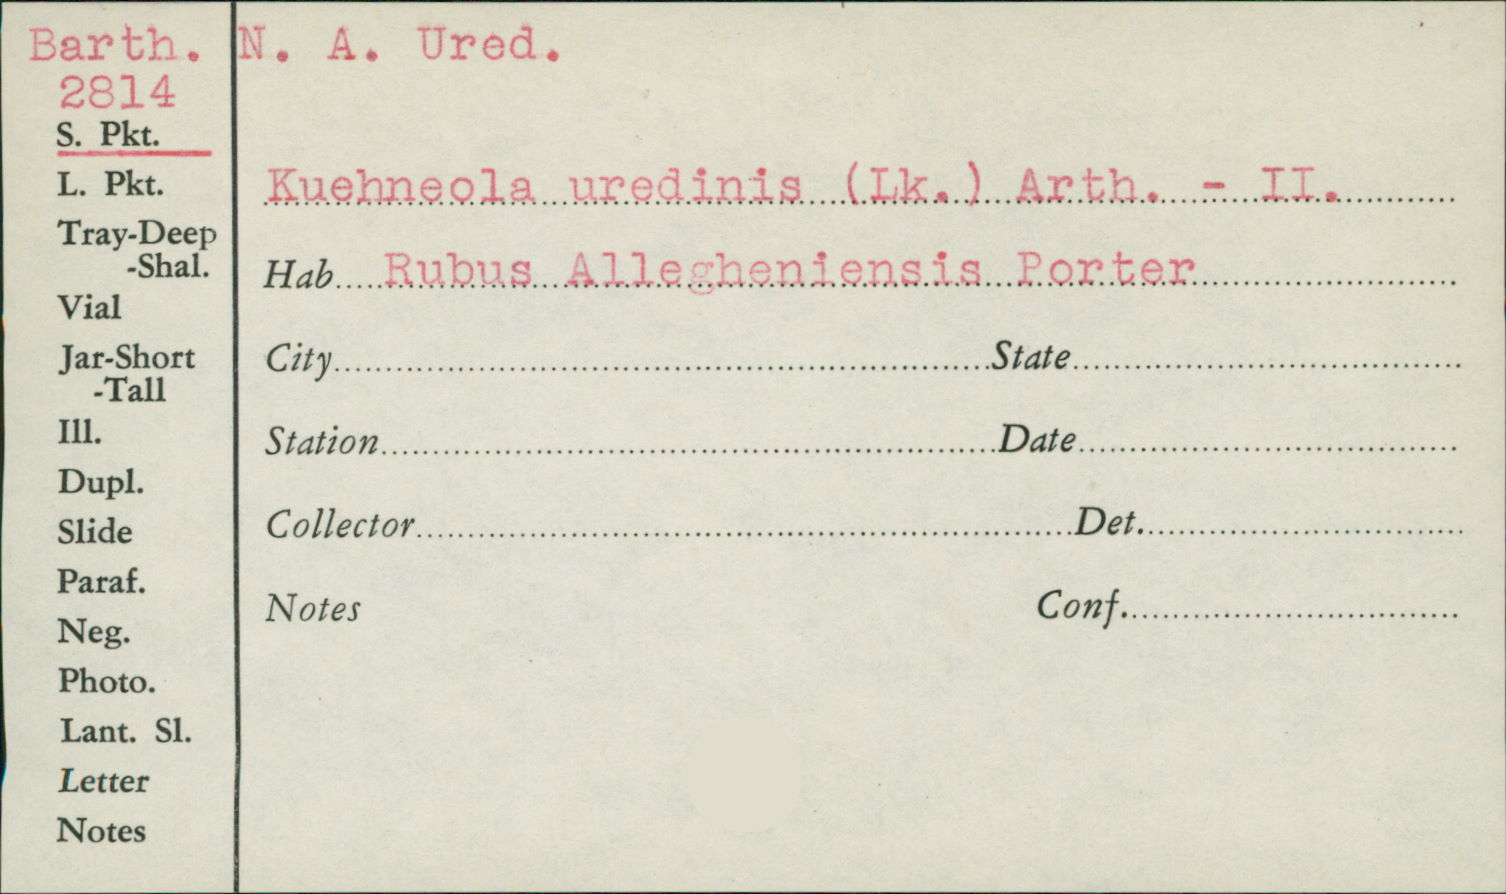 Barth. N. A. Ured.
2814
S. Pkt.
L. Pkt.
Tray-Deep
-Shal.
Vial
Jar-Short
-Tall
Ill.
Dupl.
Slide
Paraf.
Neg.
Photo.
Lant. Sl.
Letter
Notes
Kuehneola uredinis (Lk.) Arth. - II.
Hab Rubus Allegheniensis Porter
City State
Station Date
Collector Det.
Notes Conf.